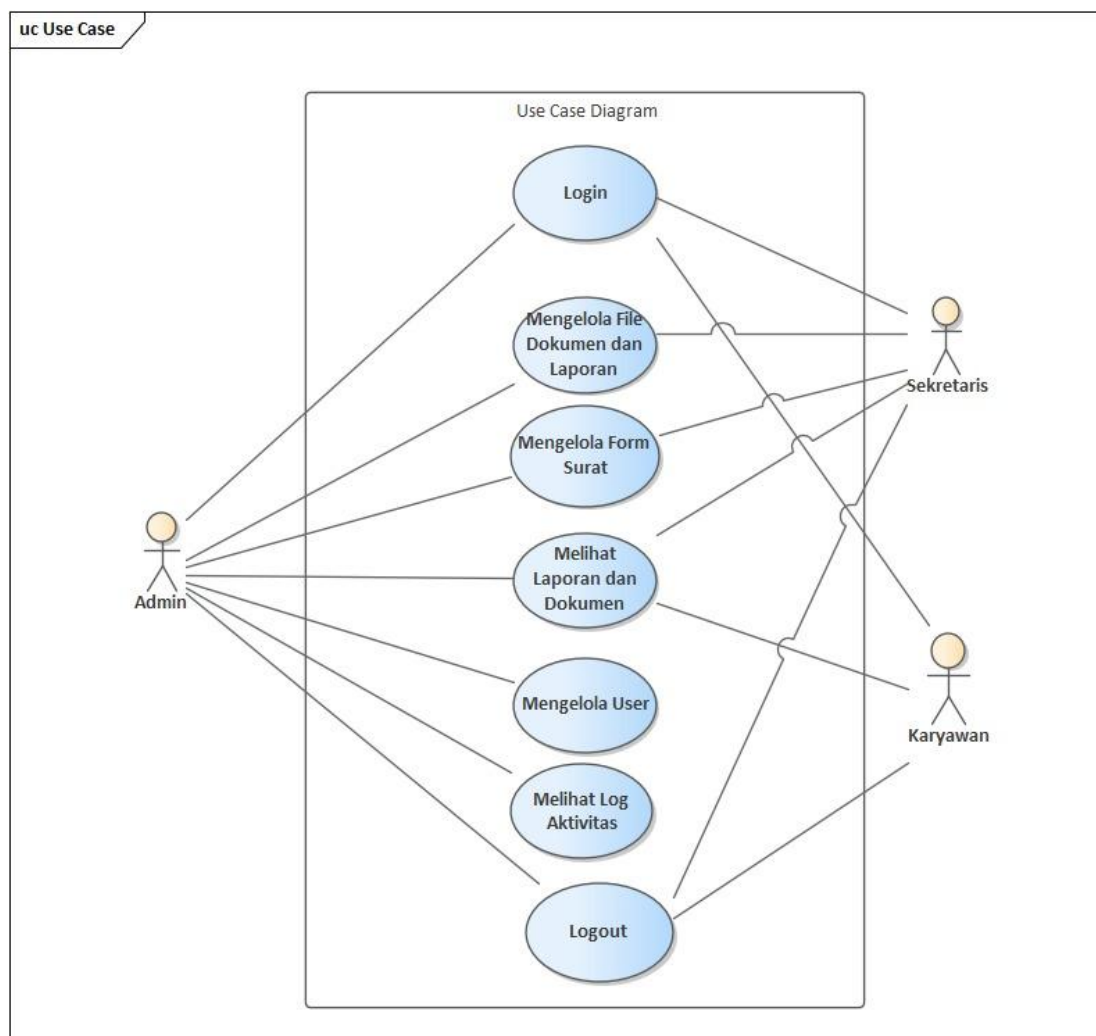 uc Use Case
Use Case Diagram
Login
Mengelola File
Dokumen dan
Laporan
Sekretaris
Mengelola Form
Surat
Melihat
Laporan dan
Dokumen
Admin
Mengelola User
Karyawan
Melihat Log
Aktivitas
Logout